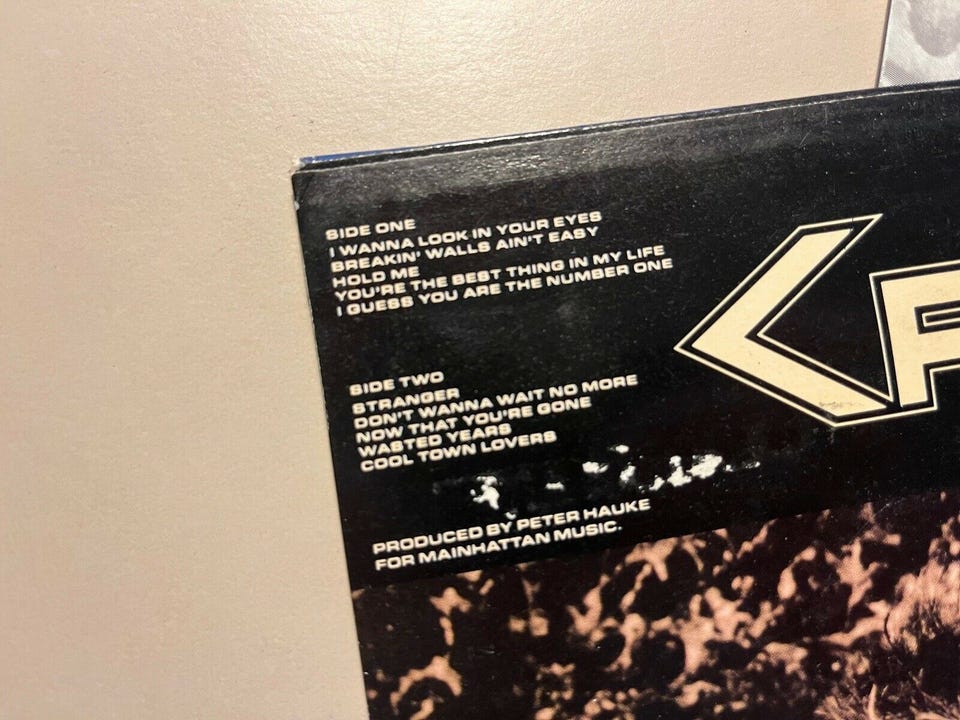 SIDE ONE
I WANNA LOOK IN YOUR EYES
BREAKIN' WALLS AIN'T EASY
HOLD ME
YOU'RE THE BEST THING IN MY LIFE
I GUESS YOU ARE THE NUMBER ONE
SIDE TWO
STRANGER
DON'T WANNA WAIT NO MORE
NOW THAT YOU'RE GONE
WASTED YEARS
COOL TOWN LOVERS
PRODUCED BY PETER HAUKE
FOR MAINHATTAN MUSIC.